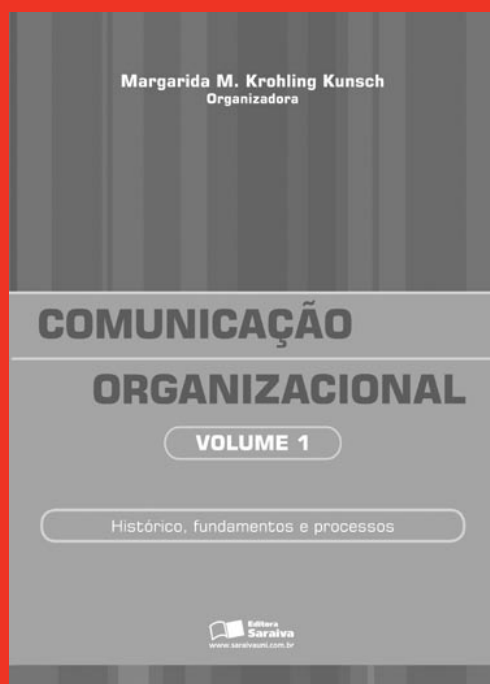 Margarida M. Krohling Kunsch
Organizadora
COMUNICAÇÃO
ORGANIZACIONAL
VOLUME 1
Histórico, fundamentos e processos
Editora
Saraiva
www.saraivauni.com.br